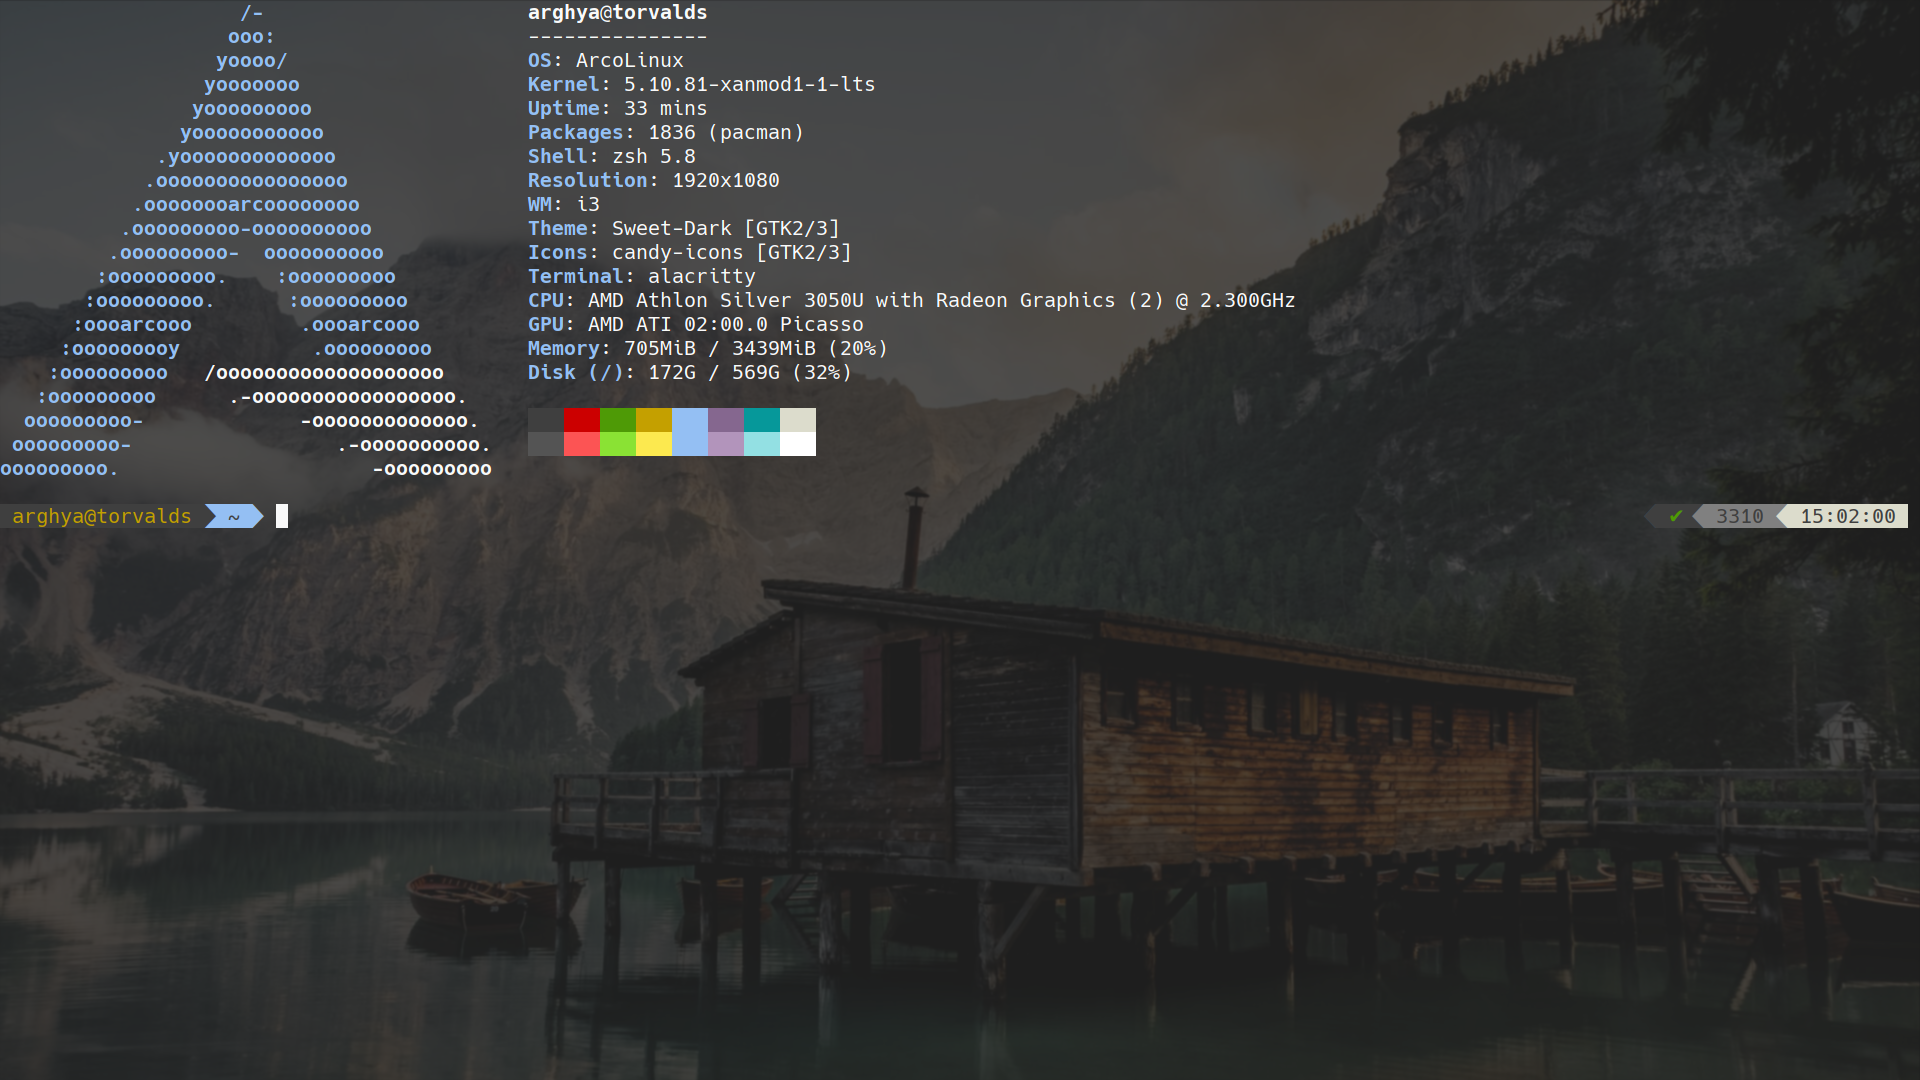 /-
ooo:
yoooo/
yooooooo
yooooooooo
yooooooooooo
.yooooooooooooo
.oooooooooooooooo
.oooooooarcoooooooo
.ooooooooo-oooooooooo
.ooooooooo-  oooooooooo
:ooooooooo.    :ooooooooo
:ooooooooo.      :ooooooooo
:oooarcooo         .oooarcooo
:ooooooooy           .ooooooooo
:ooooooooo   /ooooooooooooooooooo
:ooooooooo      .-ooooooooooooooooo.
ooooooooo-             -ooooooooooooo.
ooooooooo-                 .-oooooooooo.
ooooooooo.                     -ooooooooo
arghya@torvalds
---------------
OS: ArcoLinux
Kernel: 5.10.81-xanmod1-1-lts
Uptime: 33 mins
Packages: 1836 (pacman)
Shell: zsh 5.8
Resolution: 1920x1080
WM: i3
Theme: Sweet-Dark [GTK2/3]
Icons: candy-icons [GTK2/3]
Terminal: alacritty
CPU: AMD Athlon Silver 3050U with Radeon Graphics (2) @ 2.300GHz
GPU: AMD ATI 02:00.0 Picasso
Memory: 705MiB / 3439MiB (20%)
Disk (/): 172G / 569G (32%)
arghya@torvalds ~ ✔ 3310 15:02:00